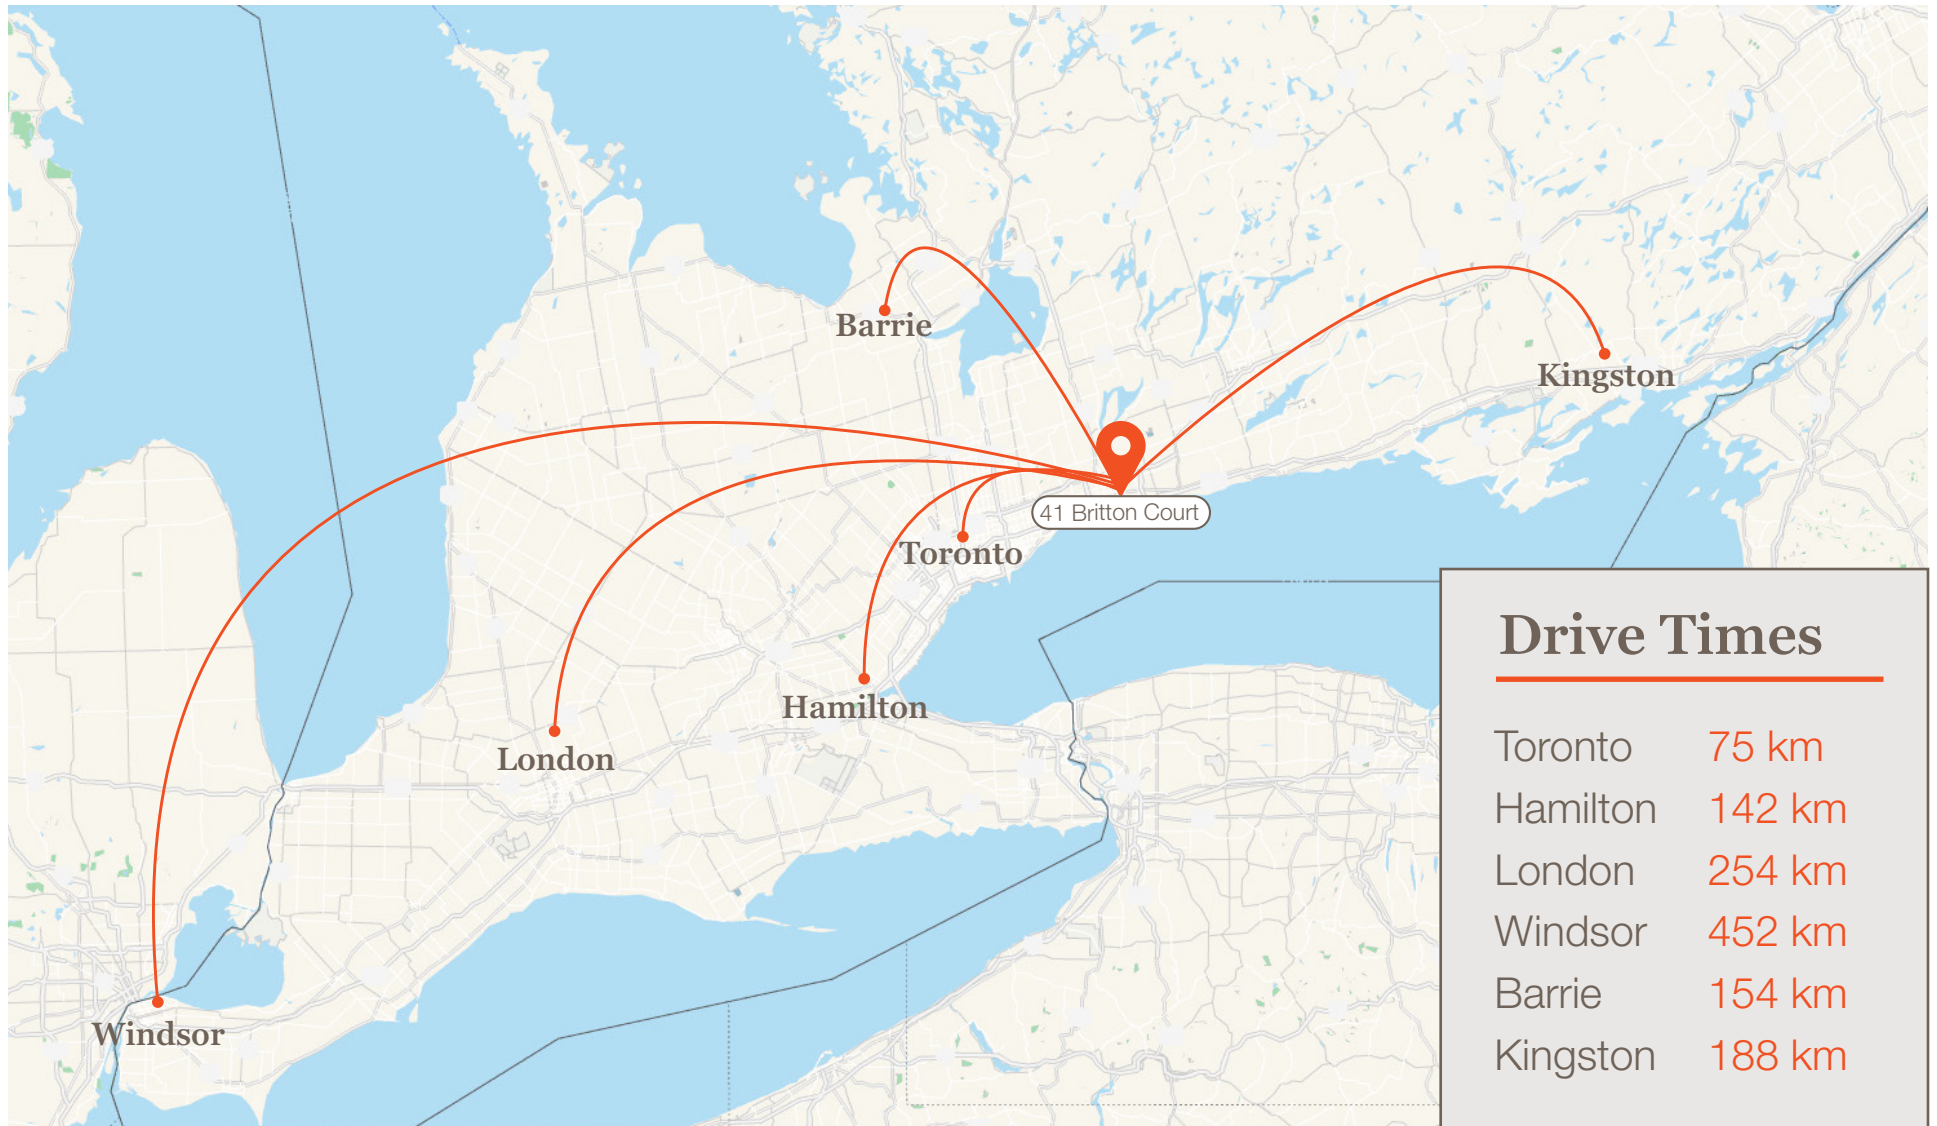 Barrie
Kingston
41 Britton Court
Toronto
Hamilton
London
Windsor
Drive Times
Toronto 75 km
Hamilton 142 km
London 254 km
Windsor 452 km
Barrie 154 km
Kingston 188 km